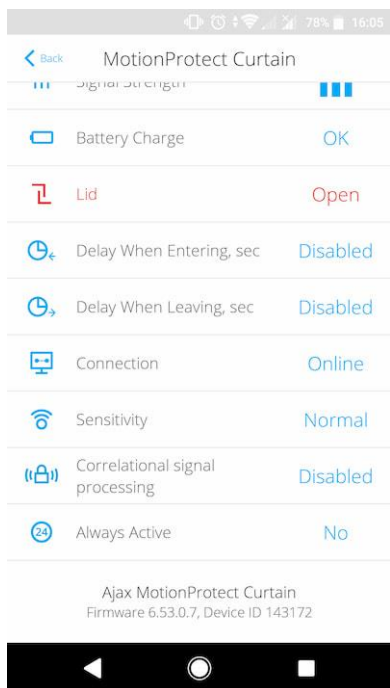 78% 16:05
Back MotionProtect Curtain
Signal Strength
Battery Charge OK
Lid Open
Delay When Entering, sec Disabled
Delay When Leaving, sec Disabled
Connection Online
Sensitivity Normal
Correlational signal
processing Disabled
24 Always Active No
Ajax MotionProtect Curtain
Firmware 6.53.0.7, Device ID 143172